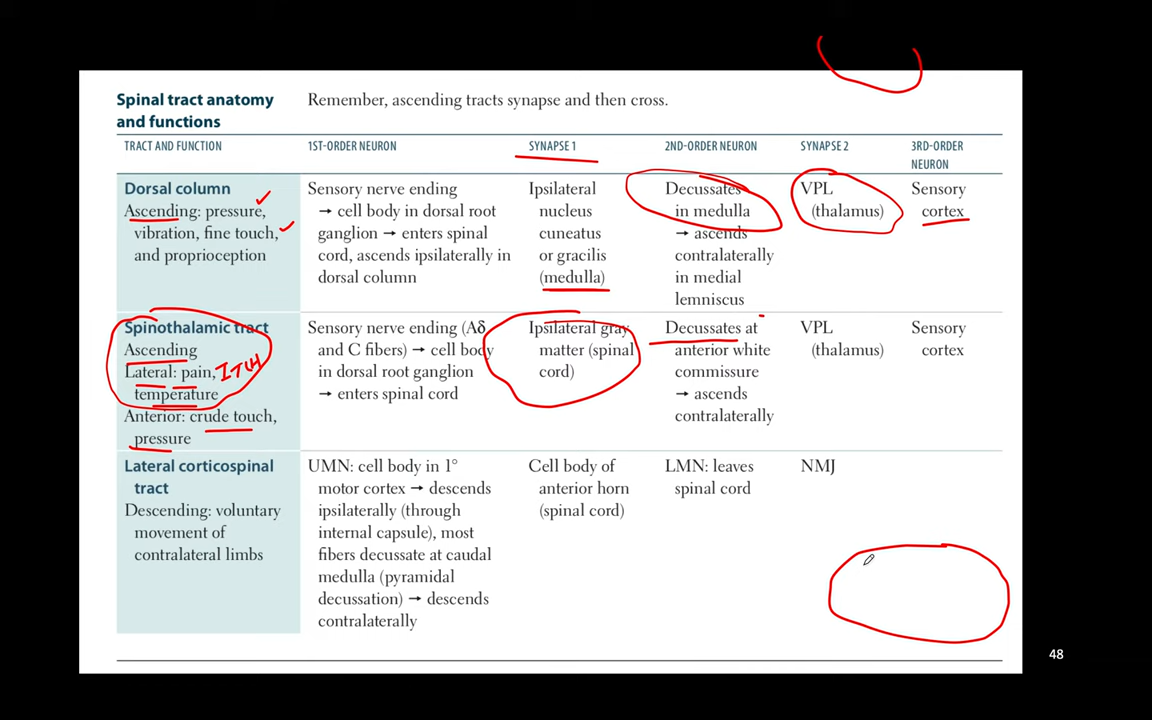 Spinal tract anatomy
and functions
Remember, ascending tracts synapse and then cross.
TRACT AND FUNCTION
1ST-ORDER NEURON
SYNAPSE 1
2ND-ORDER NEURON
SYNAPSE 2
3RD-ORDER
NEURON
Dorsal column
Ascending: pressure,
vibration, fine touch,
and proprioception
Sensory nerve ending
→ cell body in dorsal root
ganglion → enters spinal
cord, ascends ipsilaterally in
dorsal column
Ipsilateral
nucleus
cuneatus
or gracilis
(medulla)
Decussates
in medulla
→ ascends
contralaterally
in medial
lemniscus
VPL
(thalamus)
Sensory
cortex
Spinothalamic tract
Ascending
Lateral: pain, ITCH
temperature
Anterior: crude touch,
pressure
Sensory nerve ending (Aδ
and C fibers) → cell body
in dorsal root ganglion
→ enters spinal cord
Ipsilateral gray
matter (spinal
cord)
Decussates at
anterior white
commissure
→ ascends
contralaterally
VPL
(thalamus)
Sensory
cortex
Lateral corticospinal
tract
Descending: voluntary
movement of
contralateral limbs
UMN: cell body in 1°
motor cortex → descends
ipsilaterally (through
internal capsule), most
fibers decussate at caudal
medulla (pyramidal
decussation) → descends
contralaterally
Cell body of
anterior horn
(spinal cord)
LMN: leaves
spinal cord
NMJ
48